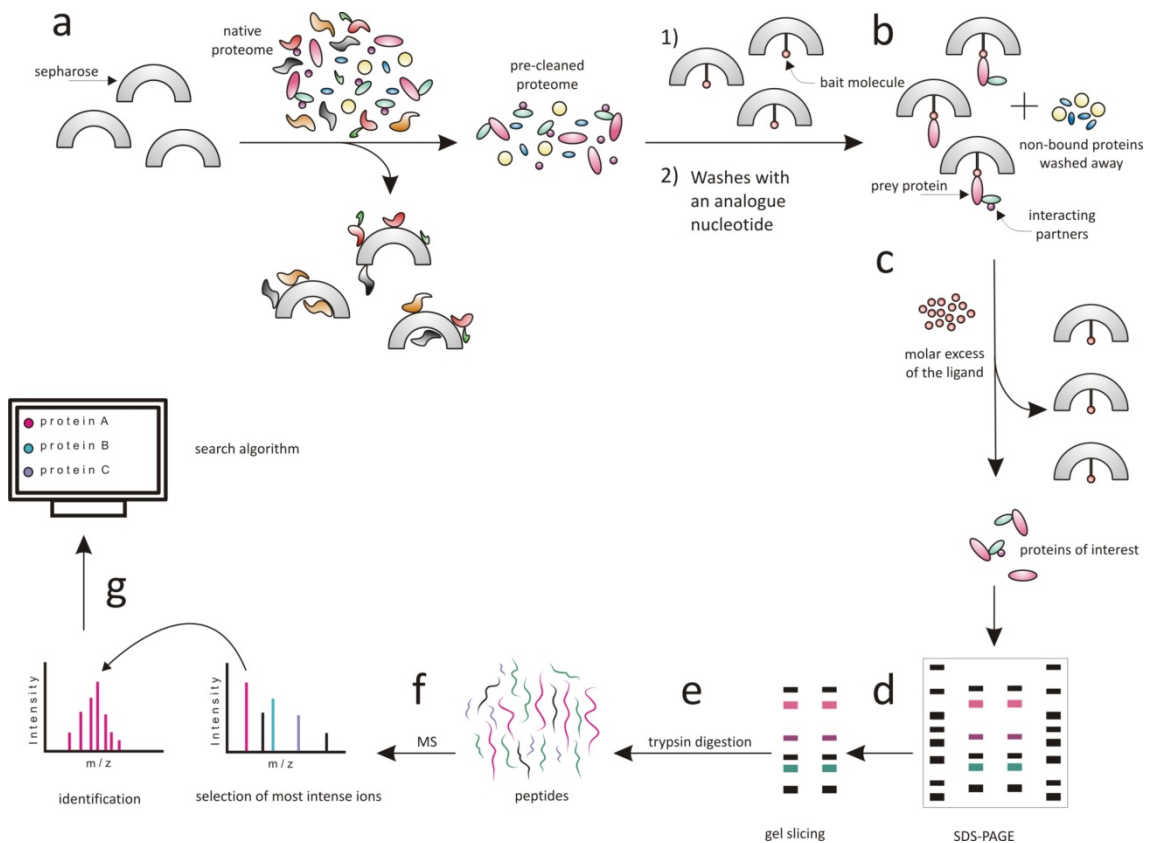 a
sepharose
native
proteome
pre-cleaned
proteome
1)
bait molecule
2) Washes with
an analogue
nucleotide
b
non-bound proteins
washed away
prey protein
interacting
partners
c
molar excess
of the ligand
proteins of interest
d
SDS-PAGE
e
gel slicing
trypsin digestion
f
peptides
MS
Intensity
m / z
selection of most intense ions
g
Intensity
m / z
identification
protein A
protein B
protein C
search algorithm